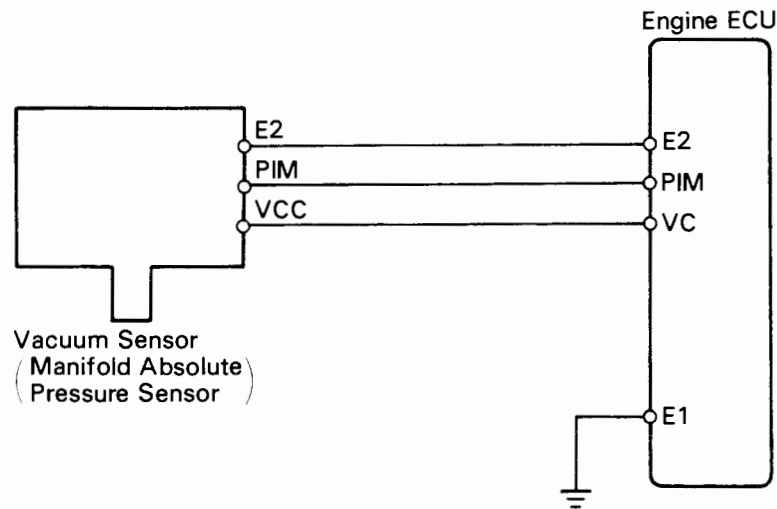 Engine ECU
E2
PIM
VCC
E2
PIM
VC
Vacuum Sensor
(Manifold Absolute
Pressure Sensor)
E1